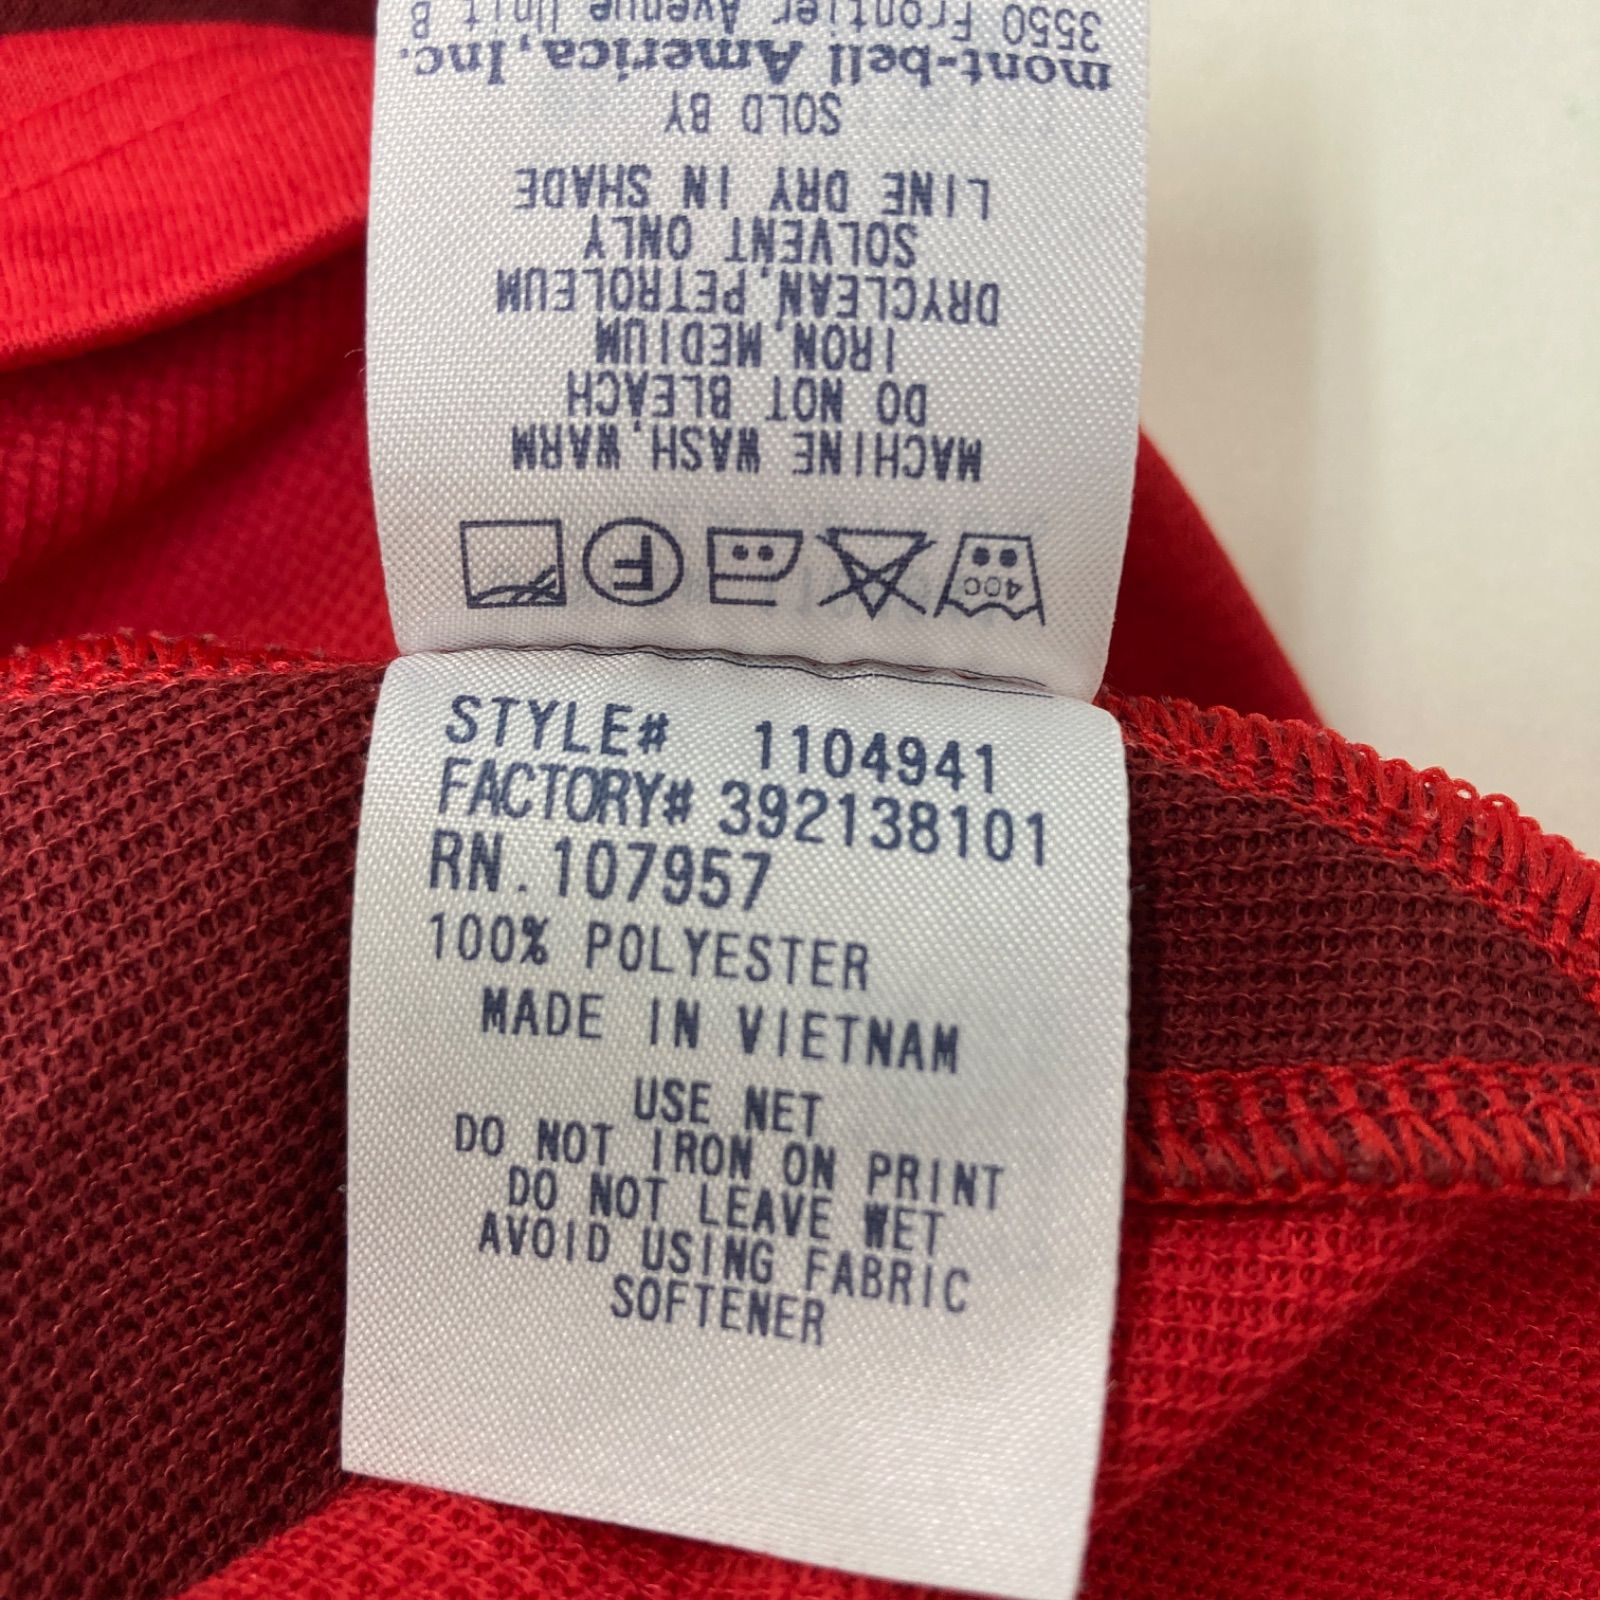 STYLE# 1104941
FACTORY# 392138101
RN. 107957
100% POLYESTER
MADE IN VIETNAM
USE NET
DO NOT IRON ON PRINT
DO NOT LEAVE WET
AVOID USING FABRIC
SOFTENER
40C
F
MACHINE WASH,WARM
DO NOT BLEACH
IRON,MEDIUM
DRYCLEAN,PETROLEUM
SOLVENT ONLY
LINE DRY IN SHADE
SOLD BY
mont-bell America,Inc.
3550 Frontier Avenue Unit B